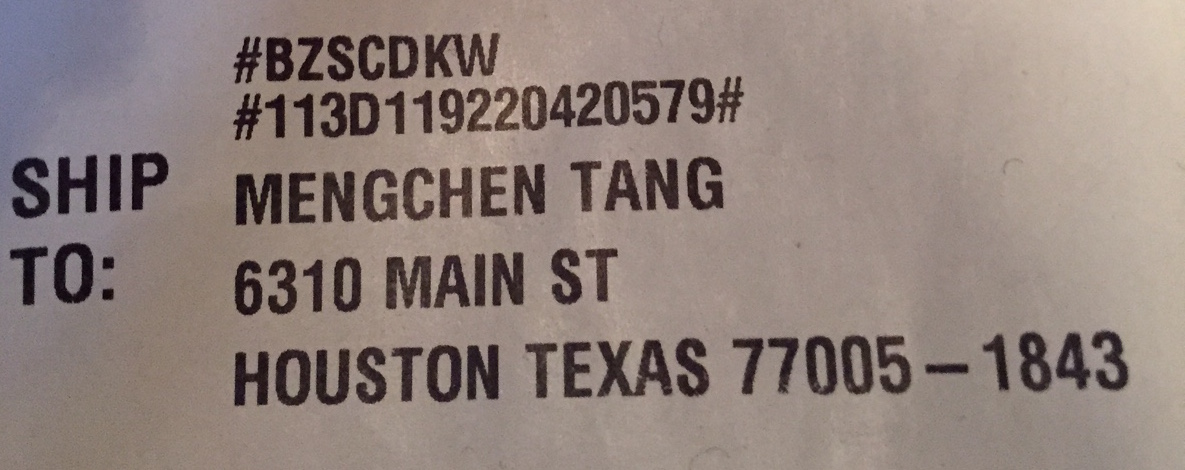 #BZSCDKW
#113D119220420579#
SHIP TO: MENGCHEN TANG
6310 MAIN ST
HOUSTON TEXAS 77005-1843